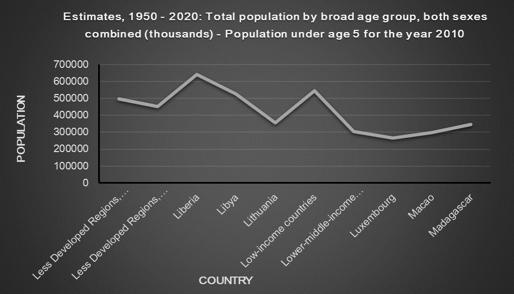 Estimates, 1950 - 2020: Total population by broad age group, both sexes
combined (thousands) - Population under age 5 for the year 2010
700000
600000
500000
400000
300000
200000
100000
0
POPULATION
Less Developed Regions,...
Less Developed Regions,...
Liberia
Libya
Lithuania
Low-income countries
Lower-middle-income...
Luxembourg
Macao
Madagascar
COUNTRY